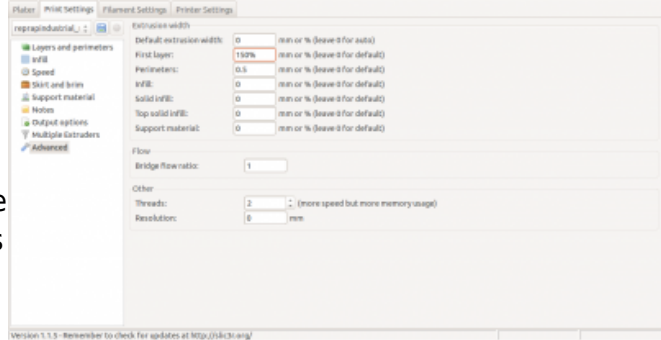 Plater Print Settings Filament Settings Printer Settings
reprapindustrial_
Extrusion width
Default extrusion width: 0 mm or % (leave 0 for auto)
Layers and perimeters
First layer: 150% mm or % (leave 0 for default)
Infill
Perimeters: 0.5 mm or % (leave 0 for default)
Speed
Infill: 0 mm or % (leave 0 for default)
Skirt and brim
Solid infill: 0 mm or % (leave 0 for default)
Support material
Top solid infill: 0 mm or % (leave 0 for default)
Notes
Support material: 0 mm or % (leave 0 for default)
Output options
Multiple Extruders
Advanced
Flow
Bridge flow ratio: 1
Other
Threads: 2 (more speed but more memory usage)
Resolution: 0 mm
e
s
Version 1.1.5 - Remember to check for updates at http://slic3r.org/